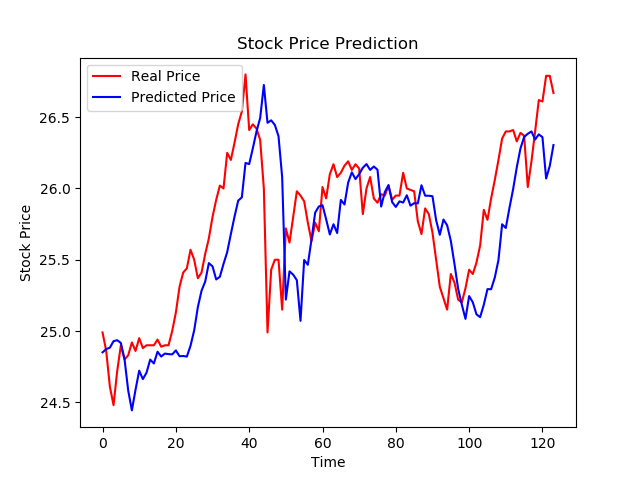 Stock Price Prediction
Real Price
Predicted Price
26.5
26.0
25.5
25.0
24.5
Stock Price
0 20 40 60 80 100 120
Time